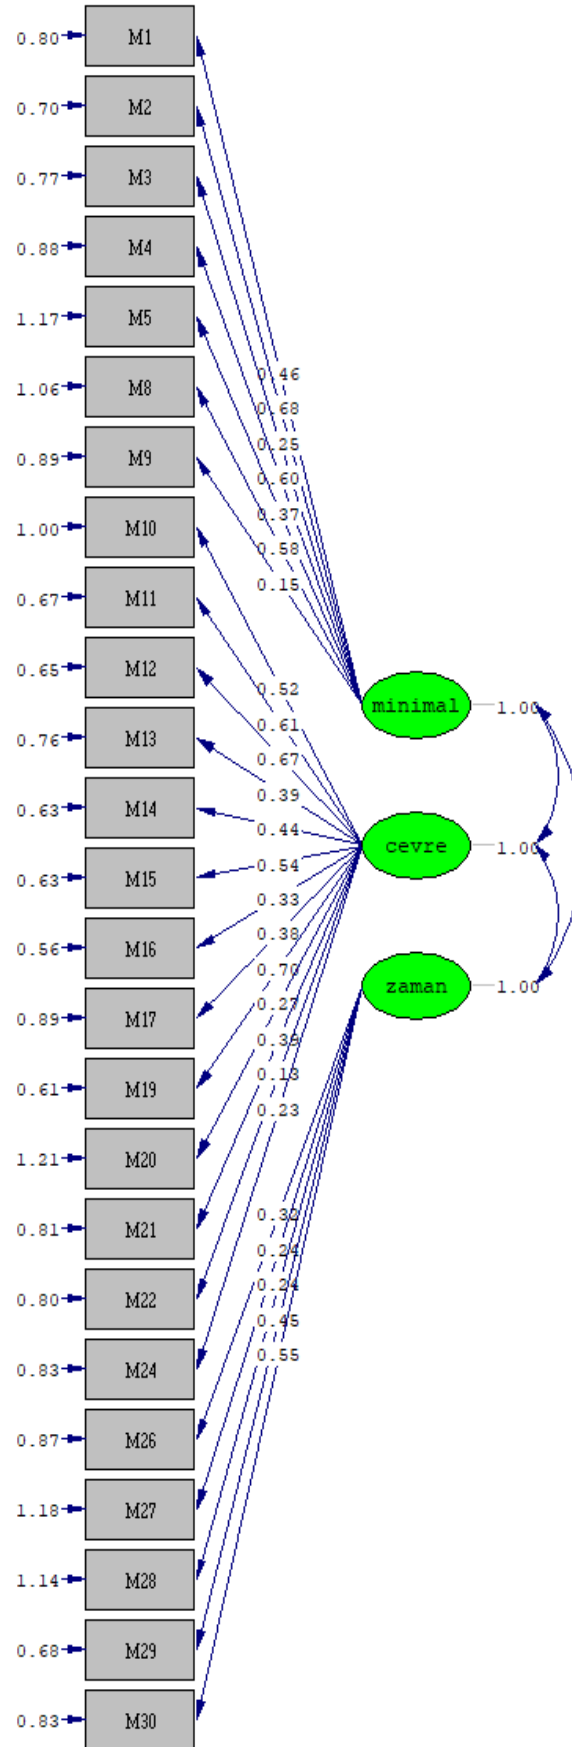 0.80 M1
0.70 M2
0.77 M3
0.88 M4
1.17 M5
0.46
1.06 M8
0.68
0.25
0.89 M9
0.60
0.37
1.00 M10
0.58
0.15
0.67 M11
0.65 M12
0.52
minimal 1.00
0.61
0.76 M13
0.67
0.39
0.63 M14
0.44
cevre 1.00
0.54
0.63 M15
0.33
0.38
0.56 M16
0.70
zaman 1.00
0.27
0.89 M17
0.39
0.13
0.61 M19
0.23
1.21 M20
0.32
0.81 M21
0.24
0.24
0.80 M22
0.45
0.55
0.83 M24
0.87 M26
1.18 M27
1.14 M28
0.68 M29
0.83 M30